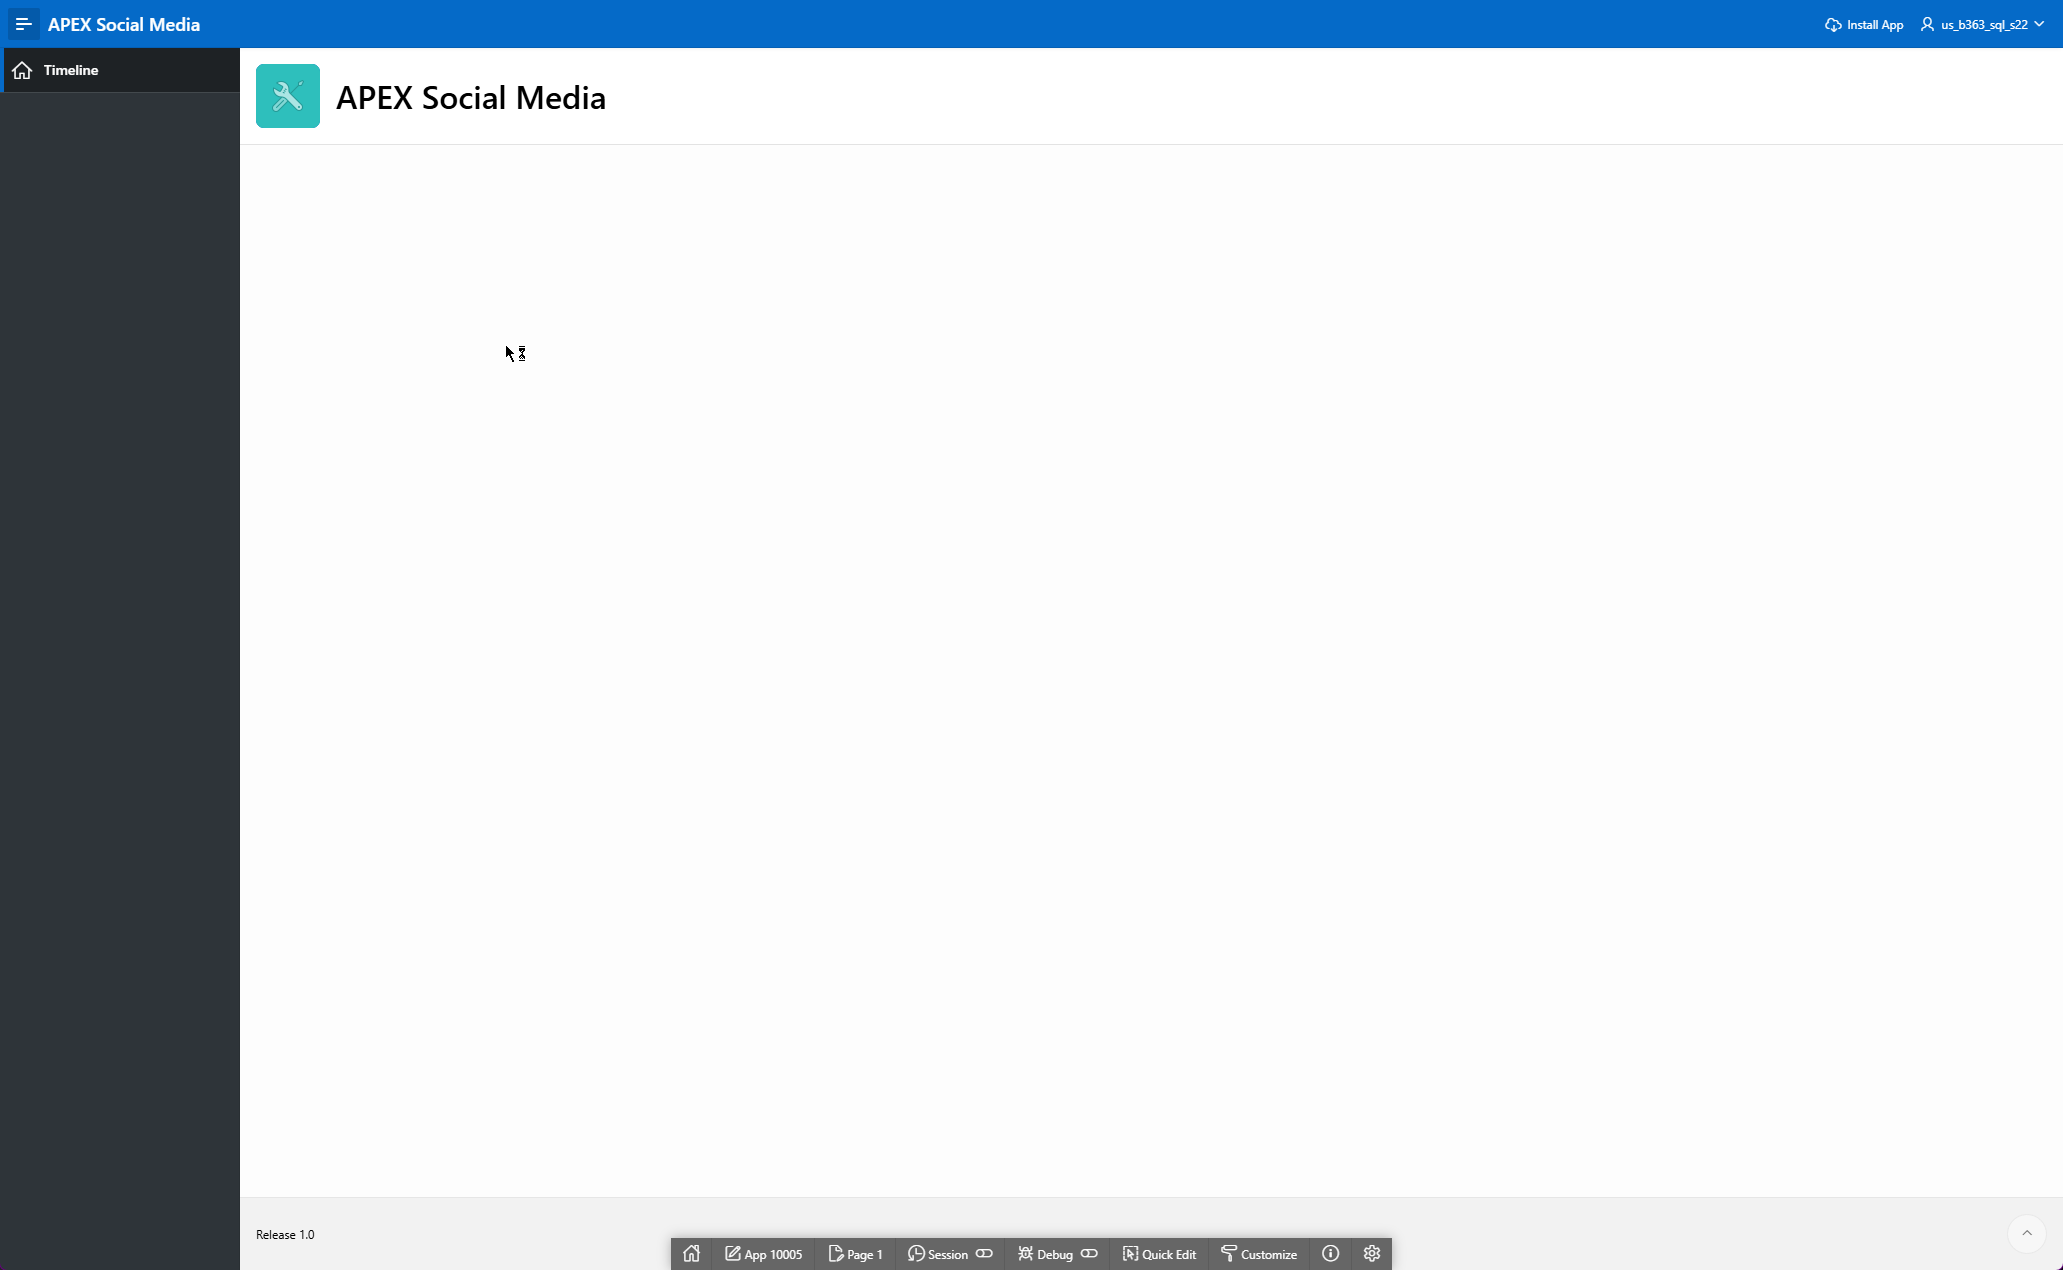 APEX Social Media
Install App
us_b363_sql_s22
Timeline
APEX Social Media
Release 1.0
App 10005
Page 1
Session
Debug
Quick Edit
Customize